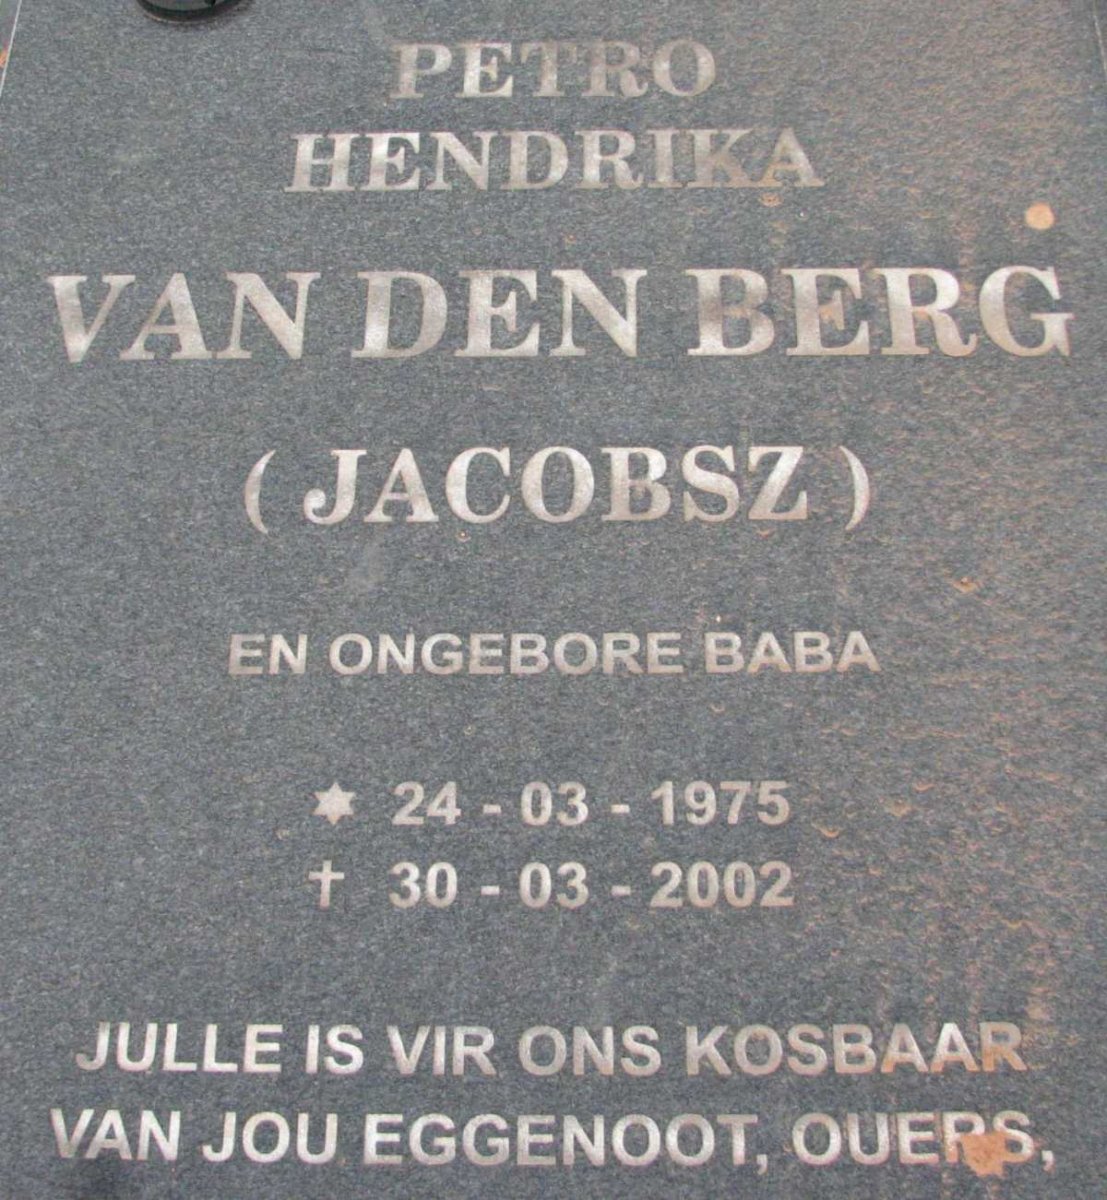 PETRO
HENDRIKA
VAN DEN BERG
( JACOBSZ )
EN ONGEBORE BABA
✶ 24 - 03 - 1975
✝ 30 - 03 - 2002
JULLE IS VIR ONS KOSBAAR
VAN JOU EGGENOOT, OUERS,